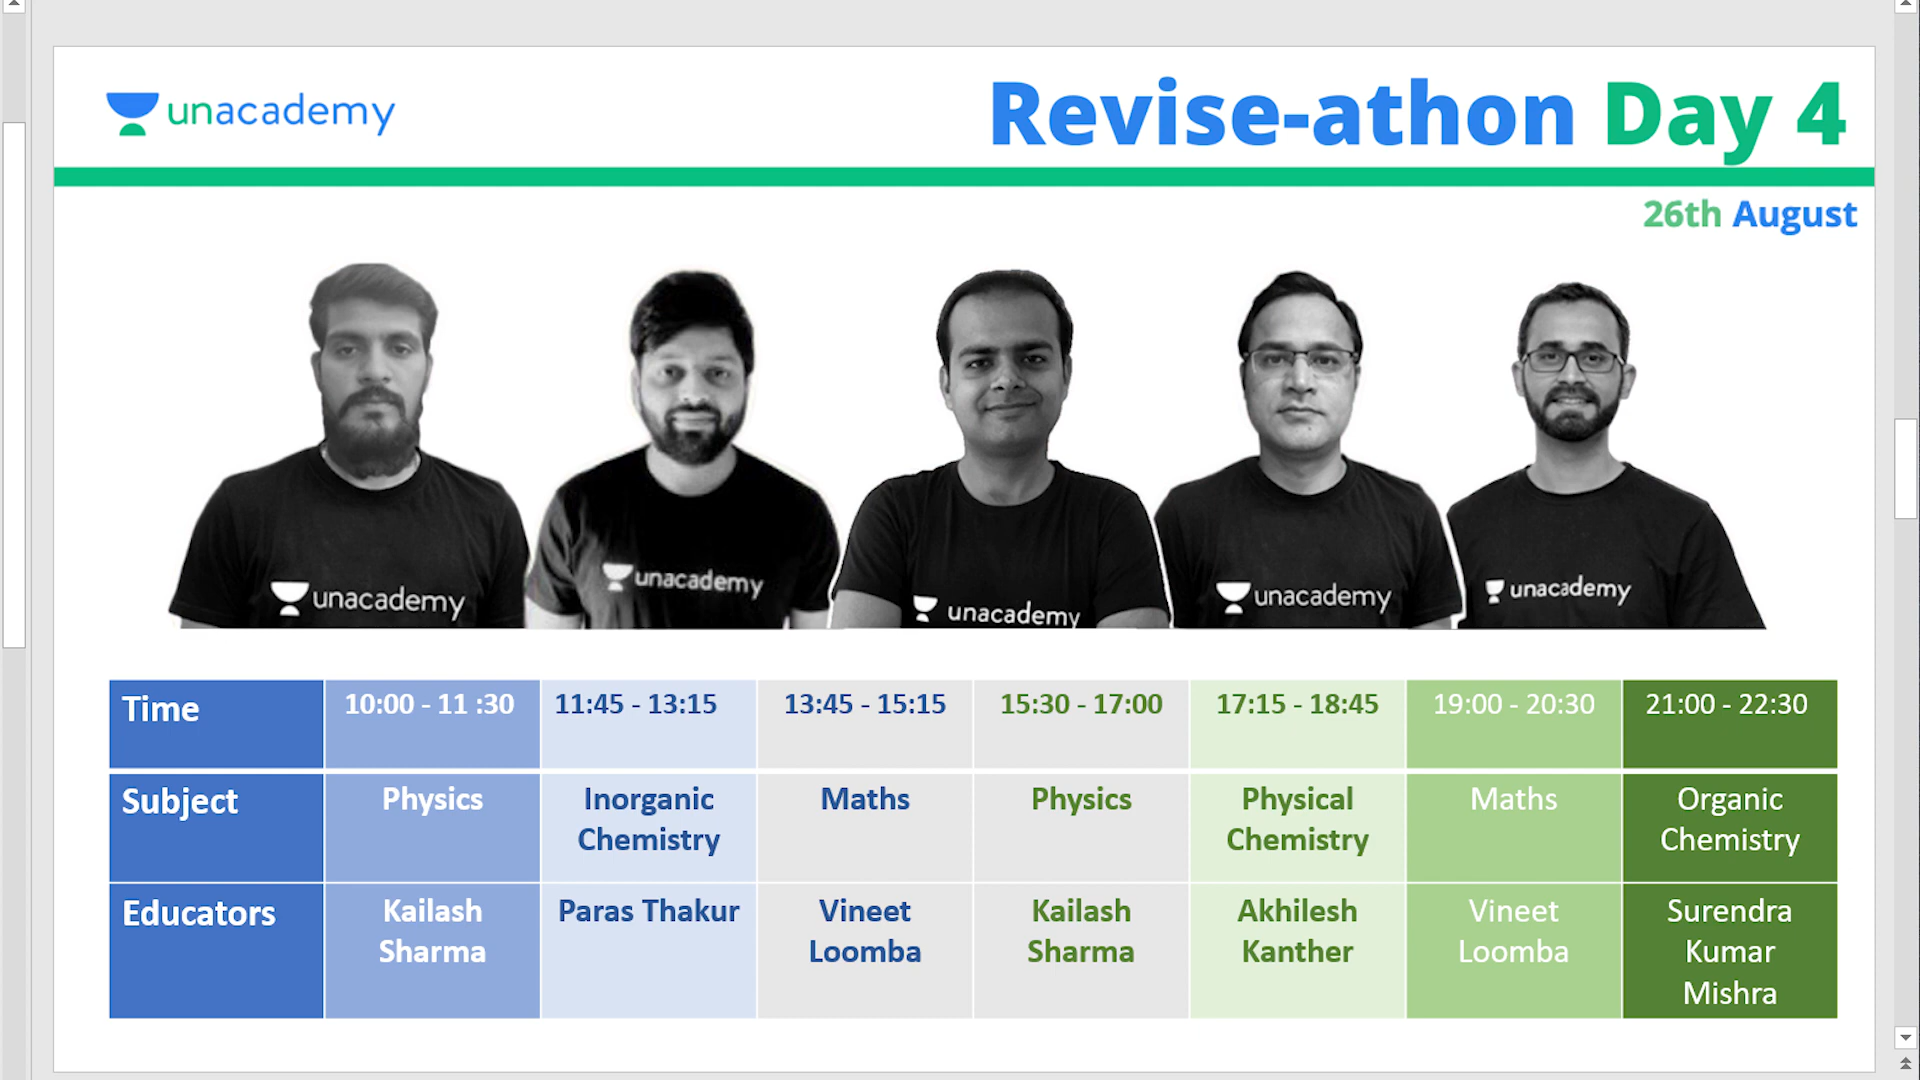 unacademy
Revise-athon Day 4
26th August
unacademy
unacademy
unacademy
unacademy
unacademy
Time
10:00 - 11 :30
11:45 - 13:15
13:45 - 15:15
15:30 - 17:00
17:15 - 18:45
19:00 - 20:30
21:00 - 22:30
Subject
Physics
Inorganic
Chemistry
Maths
Physics
Physical
Chemistry
Maths
Organic
Chemistry
Educators
Kailash
Sharma
Paras Thakur
Vineet
Loomba
Kailash
Sharma
Akhilesh
Kanther
Vineet
Loomba
Surendra
Kumar
Mishra